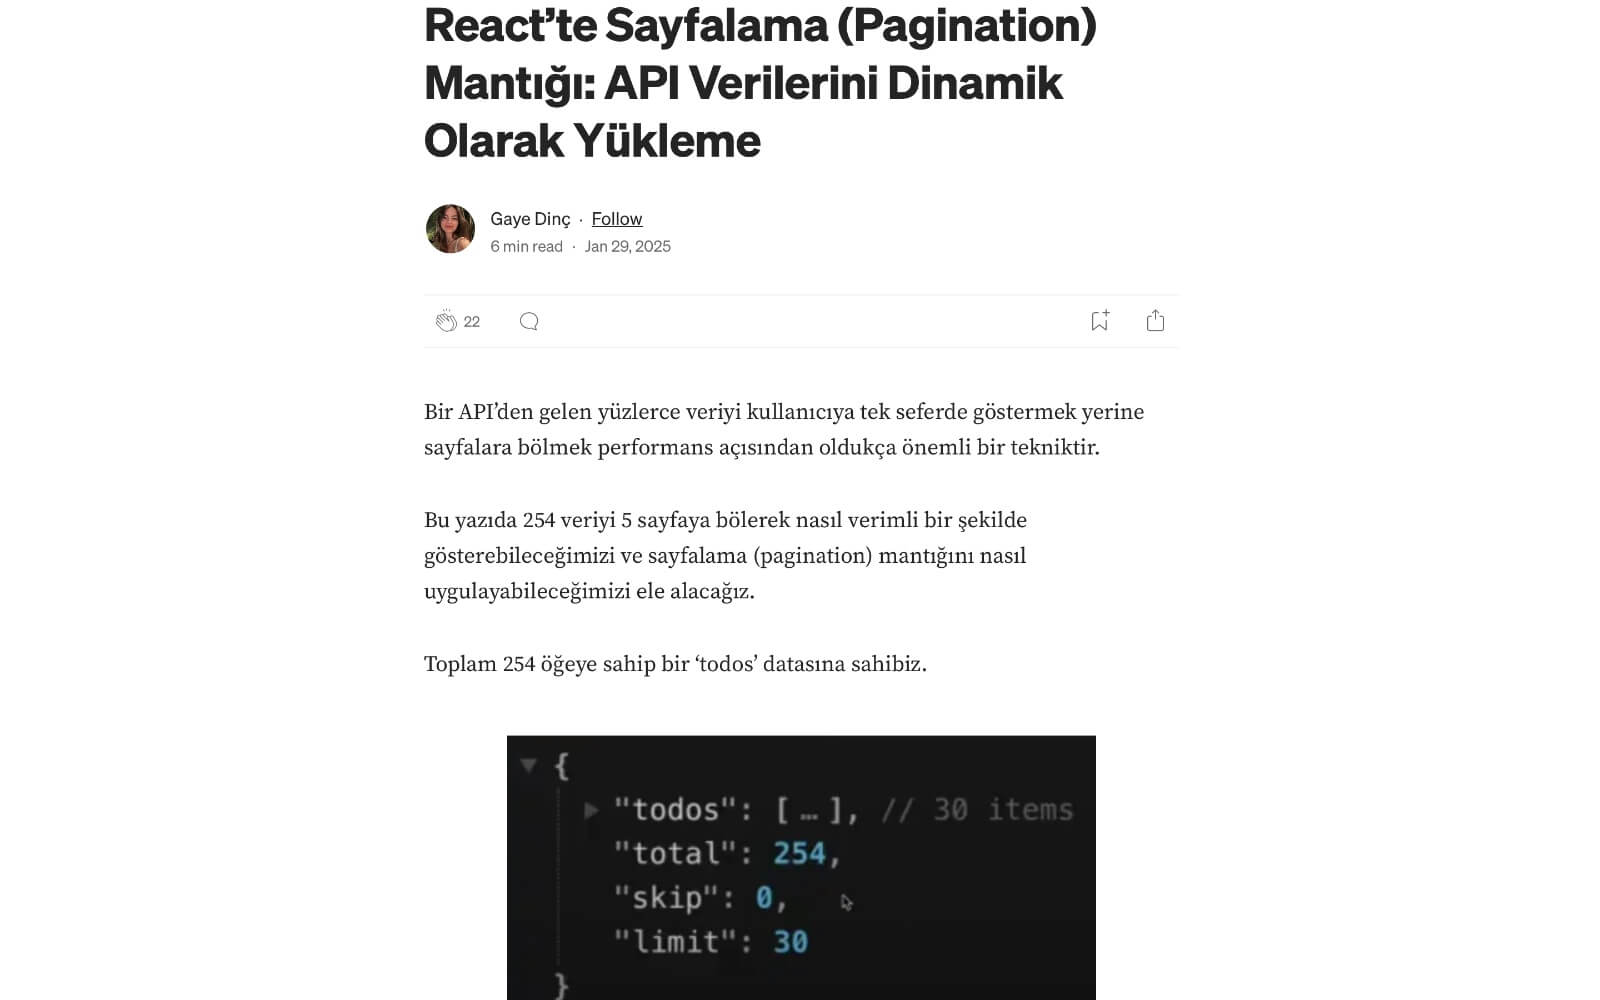 React’te Sayfalama (Pagination)
Mantığı: API Verilerini Dinamik
Olarak Yükleme
Gaye Dinç · Follow
6 min read · Jan 29, 2025
22
Bir API’den gelen yüzlerce veriyi kullanıcıya tek seferde göstermek yerine
sayfalara bölmek performans açısından oldukça önemli bir tekniktir.
Bu yazıda 254 veriyi 5 sayfaya bölerek nasıl verimli bir şekilde
gösterebileceğimizi ve sayfalama (pagination) mantığını nasıl
uygulayabileceğimizi ele alacağız.
Toplam 254 öğeye sahip bir ‘todos’ datasına sahibiz.
{
"todos": [ … ], // 30 items
"total": 254,
"skip": 0,
"limit": 30
}